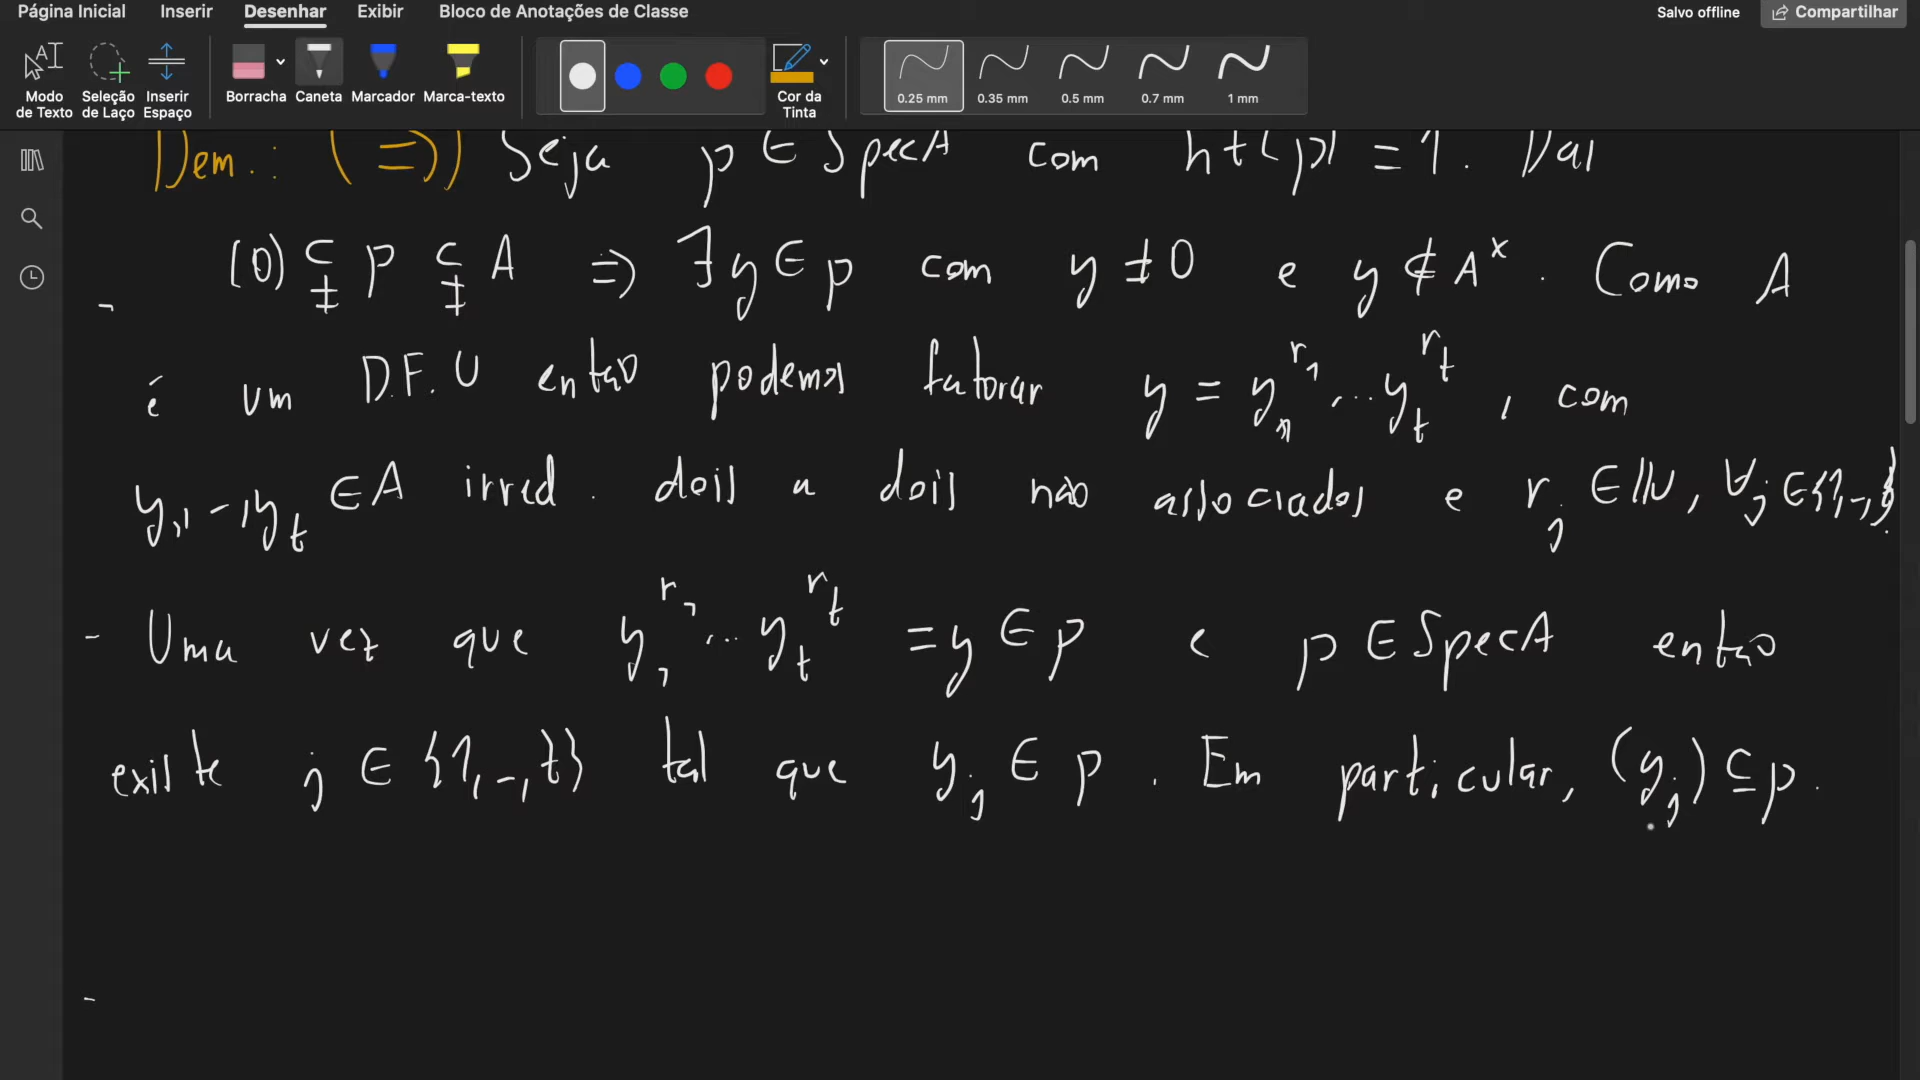 Página Inicial Inserir Desenhar Exibir Bloco de Anotações de Classe Salvo offline Compartilhar
Modo de Texto Seleção de Laço Inserir Espaço Borracha Caneta Marcador Marca-texto Cor da Tinta 0.25 mm 0.35 mm 0.5 mm 0.7 mm 1 mm
Dem.: (⇒) Seja p ∈ SpecA com ht(p) = 1. Daí
(0) ⊊ p ⊊ A ⇒ ∃ y ∈ p com y ≠ 0 e y ∉ A^x. Como A
é um D.F.U então podemos fatorar y = y_1^{r_1} ... y_t^{r_t}, com
y_1, -, y_t ∈ A irred. dois a dois não associados e r_j ∈ ℕ, ∀j ∈ {1, -, t}.
- Uma vez que y_1^{r_1} ... y_t^{r_t} = y ∈ p e p ∈ SpecA então
existe j ∈ {1, -, t} tal que y_j ∈ p. Em particular, (y_j) ⊆ p.